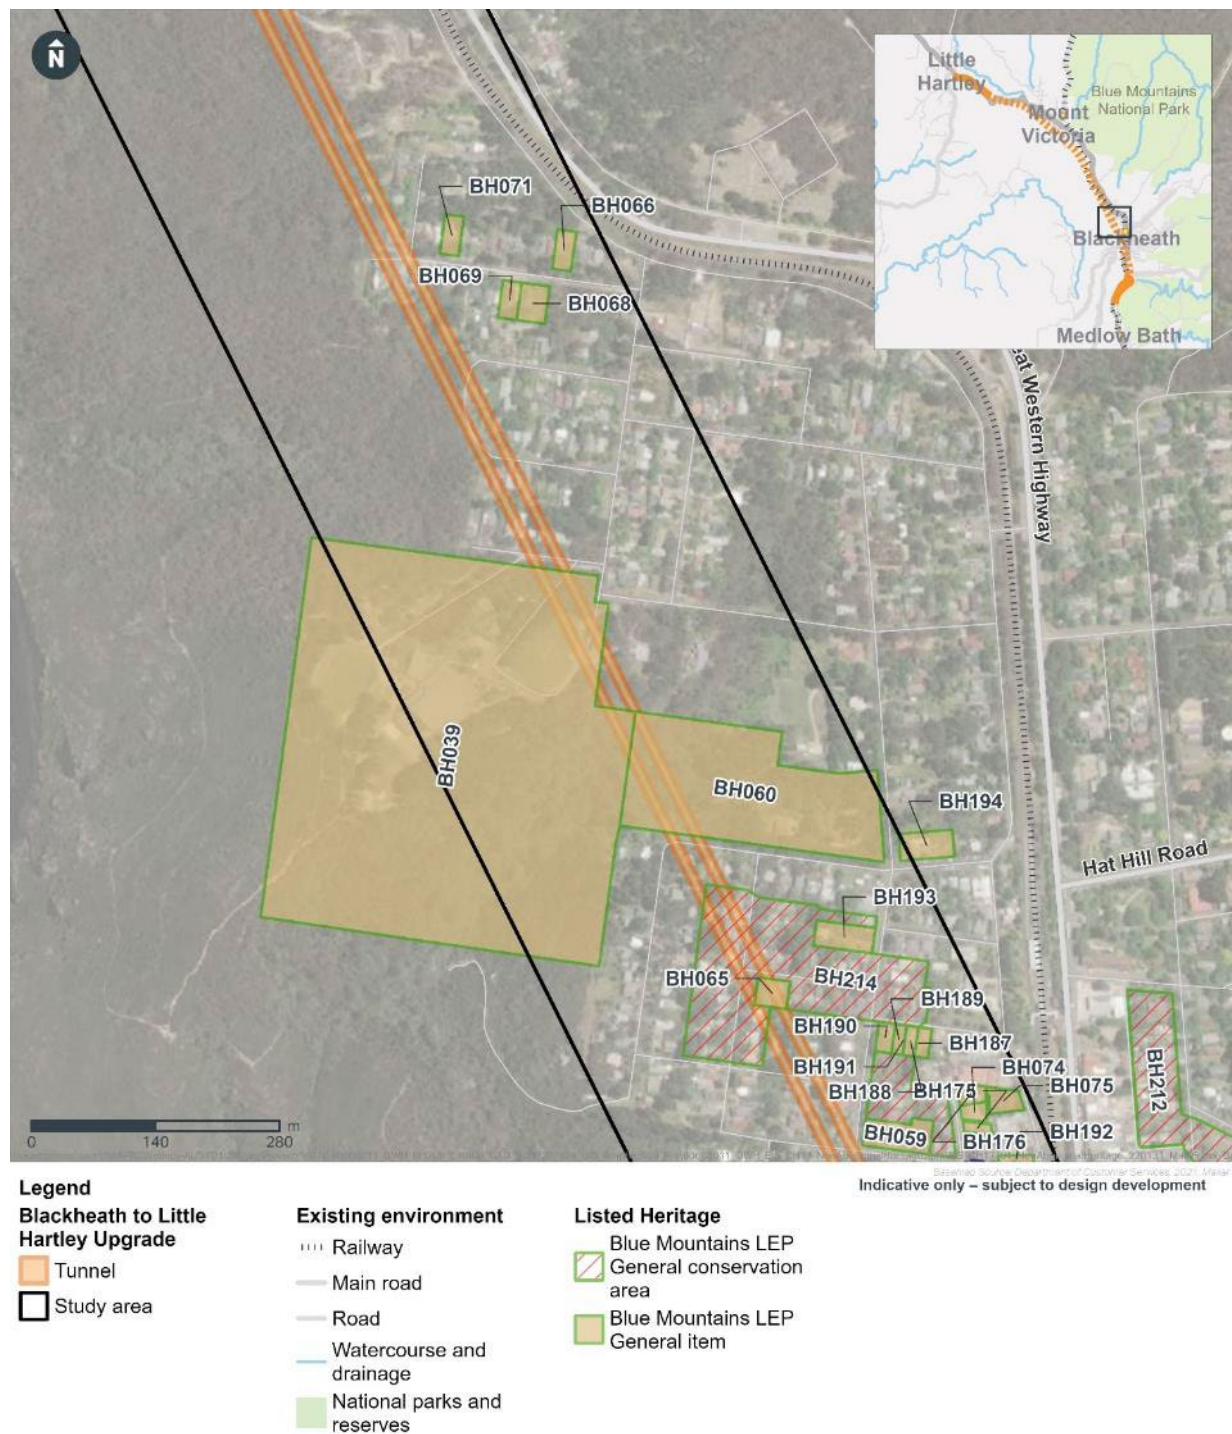 N
Little
Hartley
Blue Mountains
National Park
Mount
Victoria
Blackheath
Medlow Bath
BH071
BH066
BH069
BH068
Western Highway
BH039
BH060
BH194
Hat Hill Road
BH193
BH065
BH214
BH189
BH190
BH187
BH191
BH074
BH188
BH175
BH075
BH212
BH059
BH176
BH192
0 140 280 m
Indicative only – subject to design development
Legend
Blackheath to Little
Hartley Upgrade
Tunnel
Study area
Existing environment
Railway
Main road
Road
Watercourse and
drainage
National parks and
reserves
Listed Heritage
Blue Mountains LEP
General conservation
area
Blue Mountains LEP
General item